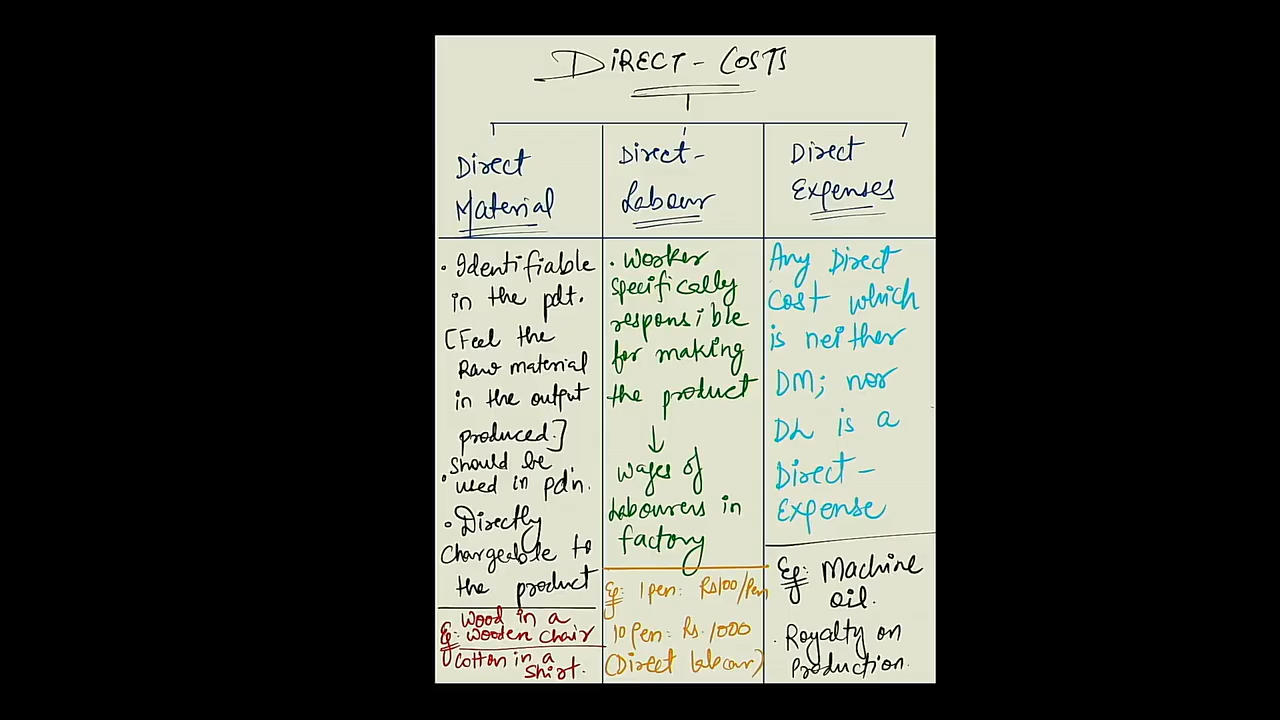 DIRECT - COSTS
Direct
Material
• Identifiable
in the pdt.
[Feel the
Raw material
in the output
produced.]
• should be
used in pdn.
• Directly
Chargeable to
the product
Eg: Wood in a
wooden chair
Cotton in a
shirt.
Direct -
Labour
• Worker
specifically
responsible
for making
the product
↓
Wages of
Labourers in
factory
Eg: 1 pen: Rs100/Pen
10 Pen: Rs. 1000
(Direct labour)
Direct
Expenses
Any Direct
cost which
is neither
DM; nor
DL is a
Direct -
Expense
Eg: Machine
oil.
• Royalty on
Production.